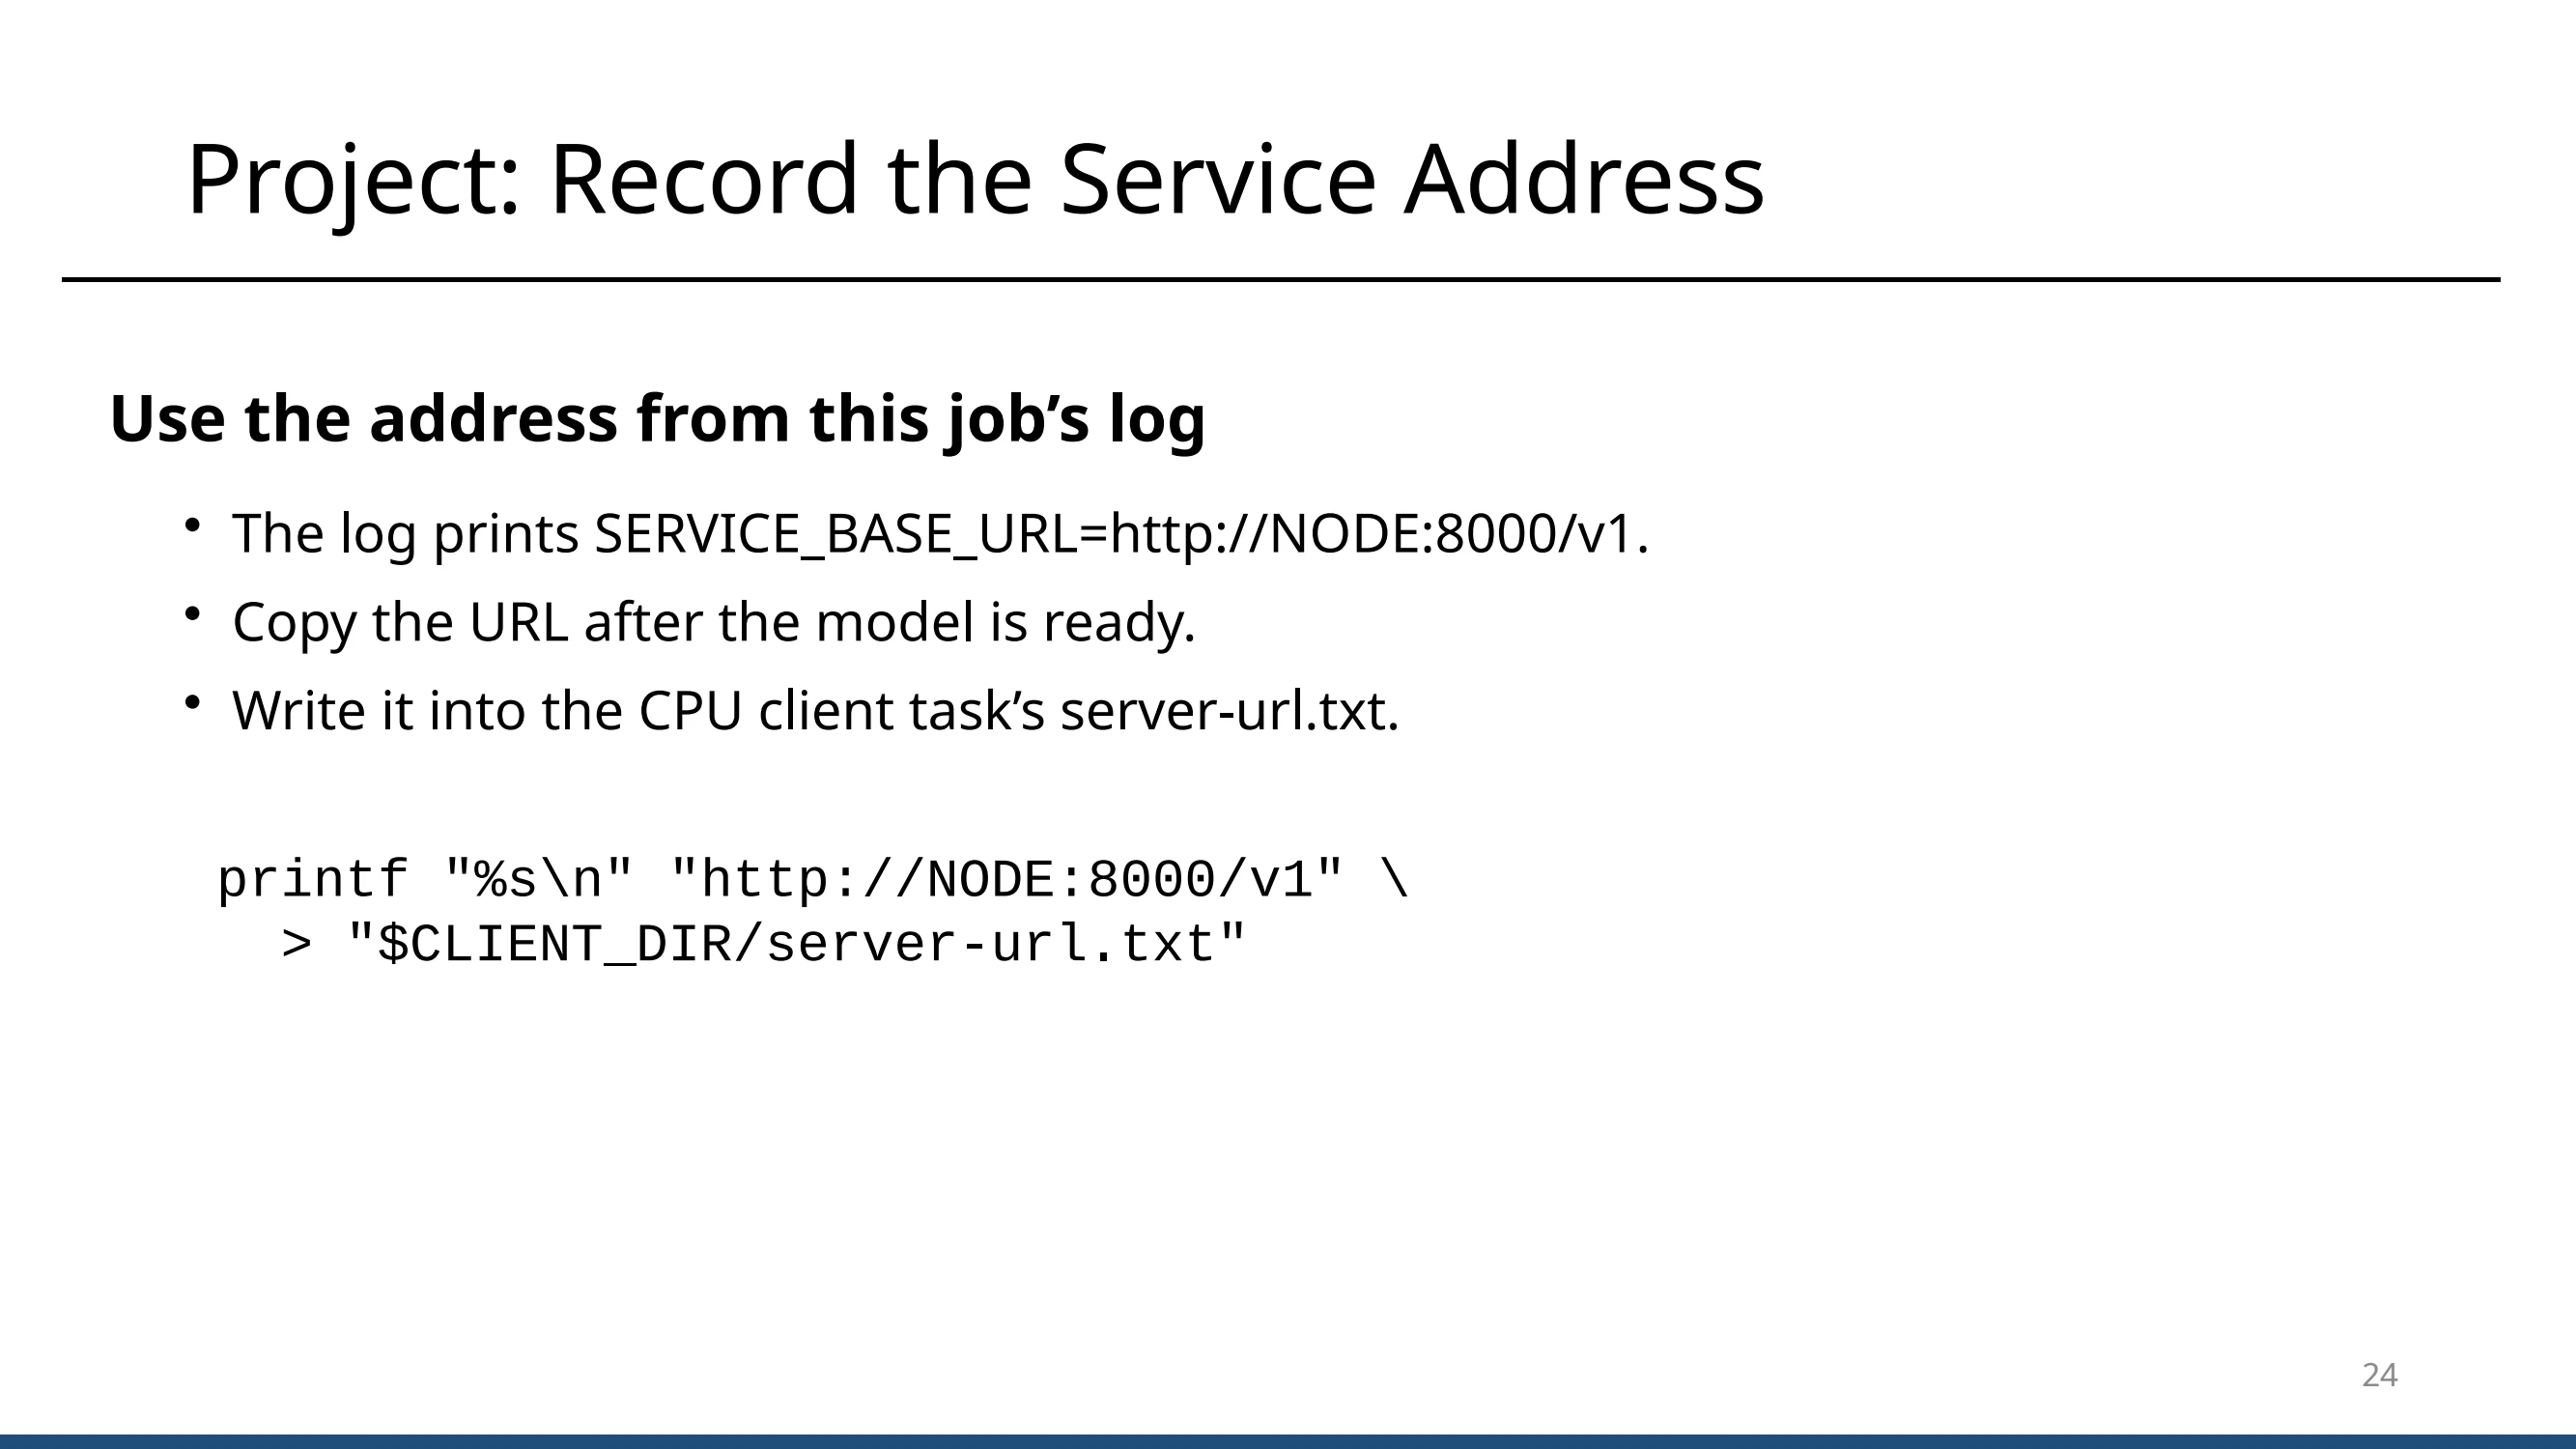 Project: Record the Service Address
Use the address from this job’s log
• The log prints SERVICE_BASE_URL=http://NODE:8000/v1.
• Copy the URL after the model is ready.
• Write it into the CPU client task’s server-url.txt.
printf "%s\n" "http://NODE:8000/v1" \
  > "$CLIENT_DIR/server-url.txt"
24